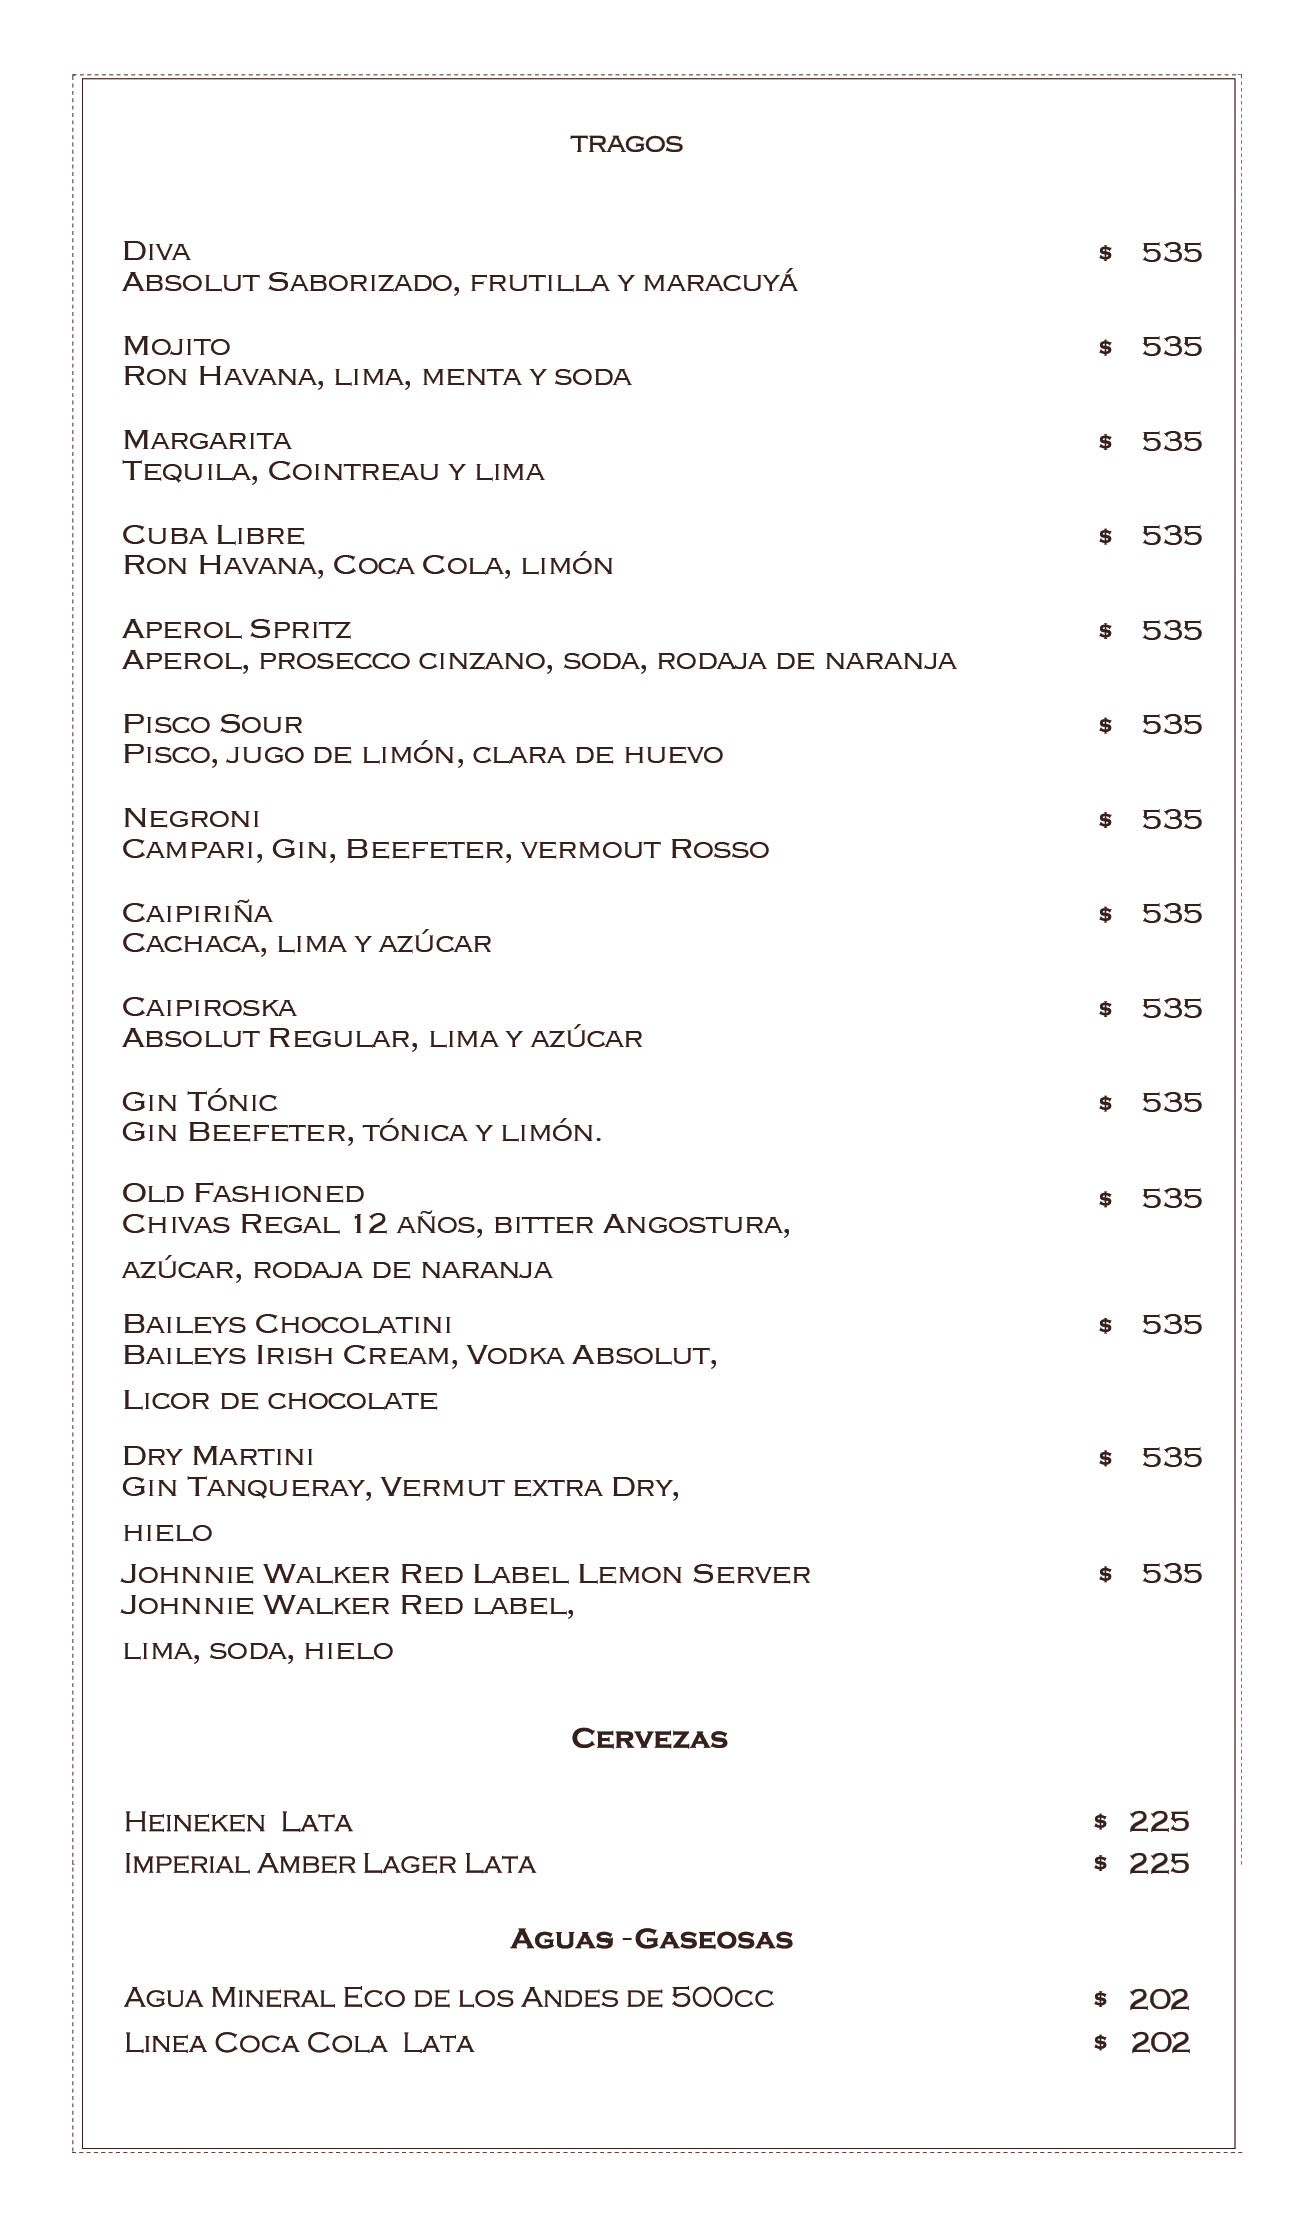 TRAGOS
Diva $ 535
Absolut Saborizado, frutilla y maracuyá
Mojito $ 535
Ron Havana, lima, menta y soda
Margarita $ 535
Tequila, Cointreau y lima
Cuba Libre $ 535
Ron Havana, Coca Cola, limón
Aperol Spritz $ 535
Aperol, prosecco cinzano, soda, rodaja de naranja
Pisco Sour $ 535
Pisco, jugo de limón, clara de huevo
Negroni $ 535
Campari, Gin, Beefeter, vermout Rosso
Caipiriña $ 535
Cachaca, lima y azúcar
Caipiroska $ 535
Absolut Regular, lima y azúcar
Gin Tónic $ 535
Gin Beefeter, tónica y limón.
Old Fashioned $ 535
Chivas Regal 12 años, bitter Angostura,
azúcar, rodaja de naranja
Baileys Chocolatini $ 535
Baileys Irish Cream, Vodka Absolut,
Licor de chocolate
Dry Martini $ 535
Gin Tanqueray, Vermut extra Dry,
hielo
Johnnie Walker Red Label Lemon Server $ 535
Johnnie Walker Red label,
lima, soda, hielo
Cervezas
Heineken Lata $ 225
Imperial Amber Lager Lata $ 225
Aguas -Gaseosas
Agua Mineral Eco de los Andes de 500cc $ 202
Linea Coca Cola Lata $ 202